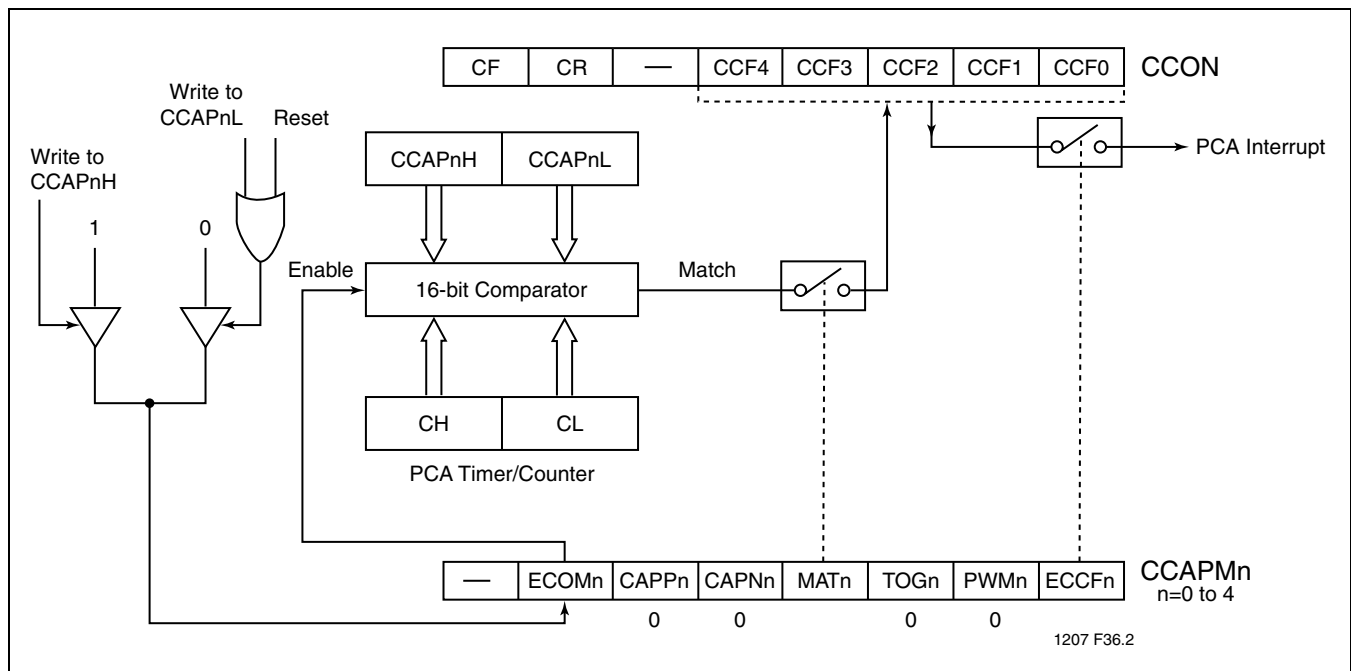 CF CR — CCF4 CCF3 CCF2 CCF1 CCF0 CCON
Write to
CCAPnL
Reset
Write to
CCAPnH
PCA Interrupt
CCAPnH CCAPnL
1
0
Enable
16-bit Comparator
Match
CH CL
PCA Timer/Counter
— ECOMn CAPPn CAPNn MATn TOGn PWMn ECCFn CCAPMn
n=0 to 4
0 0 0 0
1207 F36.2